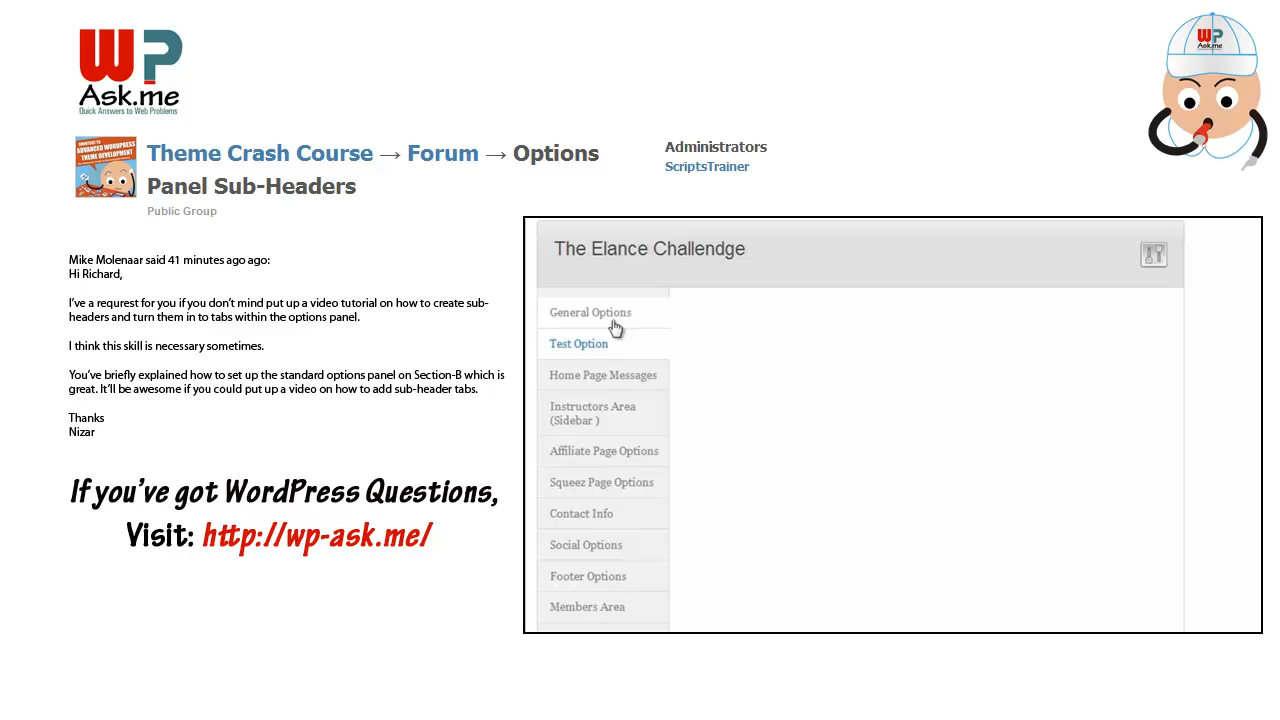 WP
Ask.me
Quick Answers to Web Problems
WP
Ask.me
ADVANCED WORDPRESS
THEME DEVELOPMENT
Theme Crash Course → Forum → Options
Panel Sub-Headers
Public Group
Administrators
ScriptsTrainer
Mike Molenaar said 41 minutes ago ago:
Hi Richard,
I've a requrest for you if you don't mind put up a video tutorial on how to create sub-
headers and turn them in to tabs within the options panel.
I think this skill is necessary sometimes.
You've briefly explained how to set up the standard options panel on Section-B which is
great. It'll be awesome if you could put up a video on how to add sub-header tabs.
Thanks
Nizar
If you've got WordPress Questions,
Visit: http://wp-ask.me/
The Elance Challendge
General Options
Test Option
Home Page Messages
Instructors Area
(Sidebar )
Affiliate Page Options
Squeez Page Options
Contact Info
Social Options
Footer Options
Members Area